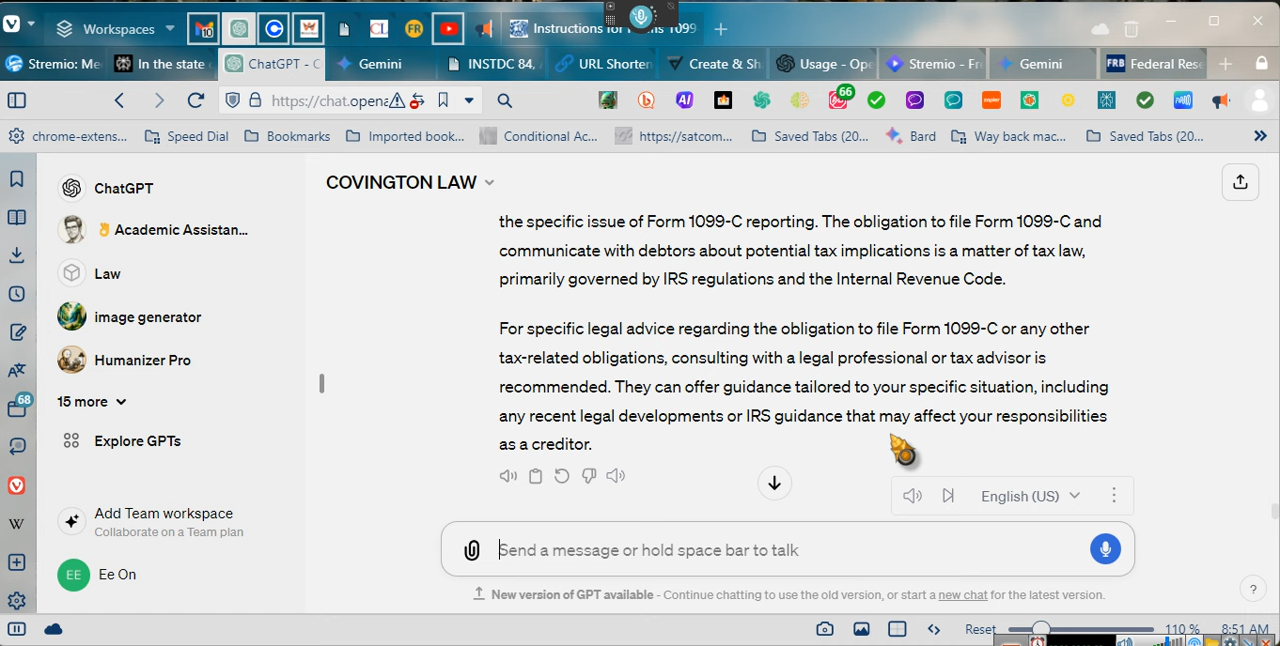 Workspaces
10
CL
FR
Instructions for
1099
Stremio: Me
In the state
ChatGPT - C
Gemini
INSTDC 84,
URL Shorten
Create & Sh
Usage - Ope
Stremio - Fr
Gemini
FRB
Federal Rese
https://chat.opena
AI
66
chrome-extens...
Speed Dial
Bookmarks
Imported book...
Conditional Ac...
https://satcom...
Saved Tabs (20...
Bard
Way back mac...
Saved Tabs (20...
ChatGPT
Academic Assistan...
Law
image generator
Humanizer Pro
15 more
Explore GPTs
68
W
Add Team workspace
Collaborate on a Team plan
EE
Ee On
COVINGTON LAW
the specific issue of Form 1099-C reporting. The obligation to file Form 1099-C and
communicate with debtors about potential tax implications is a matter of tax law,
primarily governed by IRS regulations and the Internal Revenue Code.
For specific legal advice regarding the obligation to file Form 1099-C or any other
tax-related obligations, consulting with a legal professional or tax advisor is
recommended. They can offer guidance tailored to your specific situation, including
any recent legal developments or IRS guidance that may affect your responsibilities
as a creditor.
English (US)
Send a message or hold space bar to talk
New version of GPT available - Continue chatting to use the old version, or start a new chat for the latest version.
?
Reset
110 %
8:51 AM